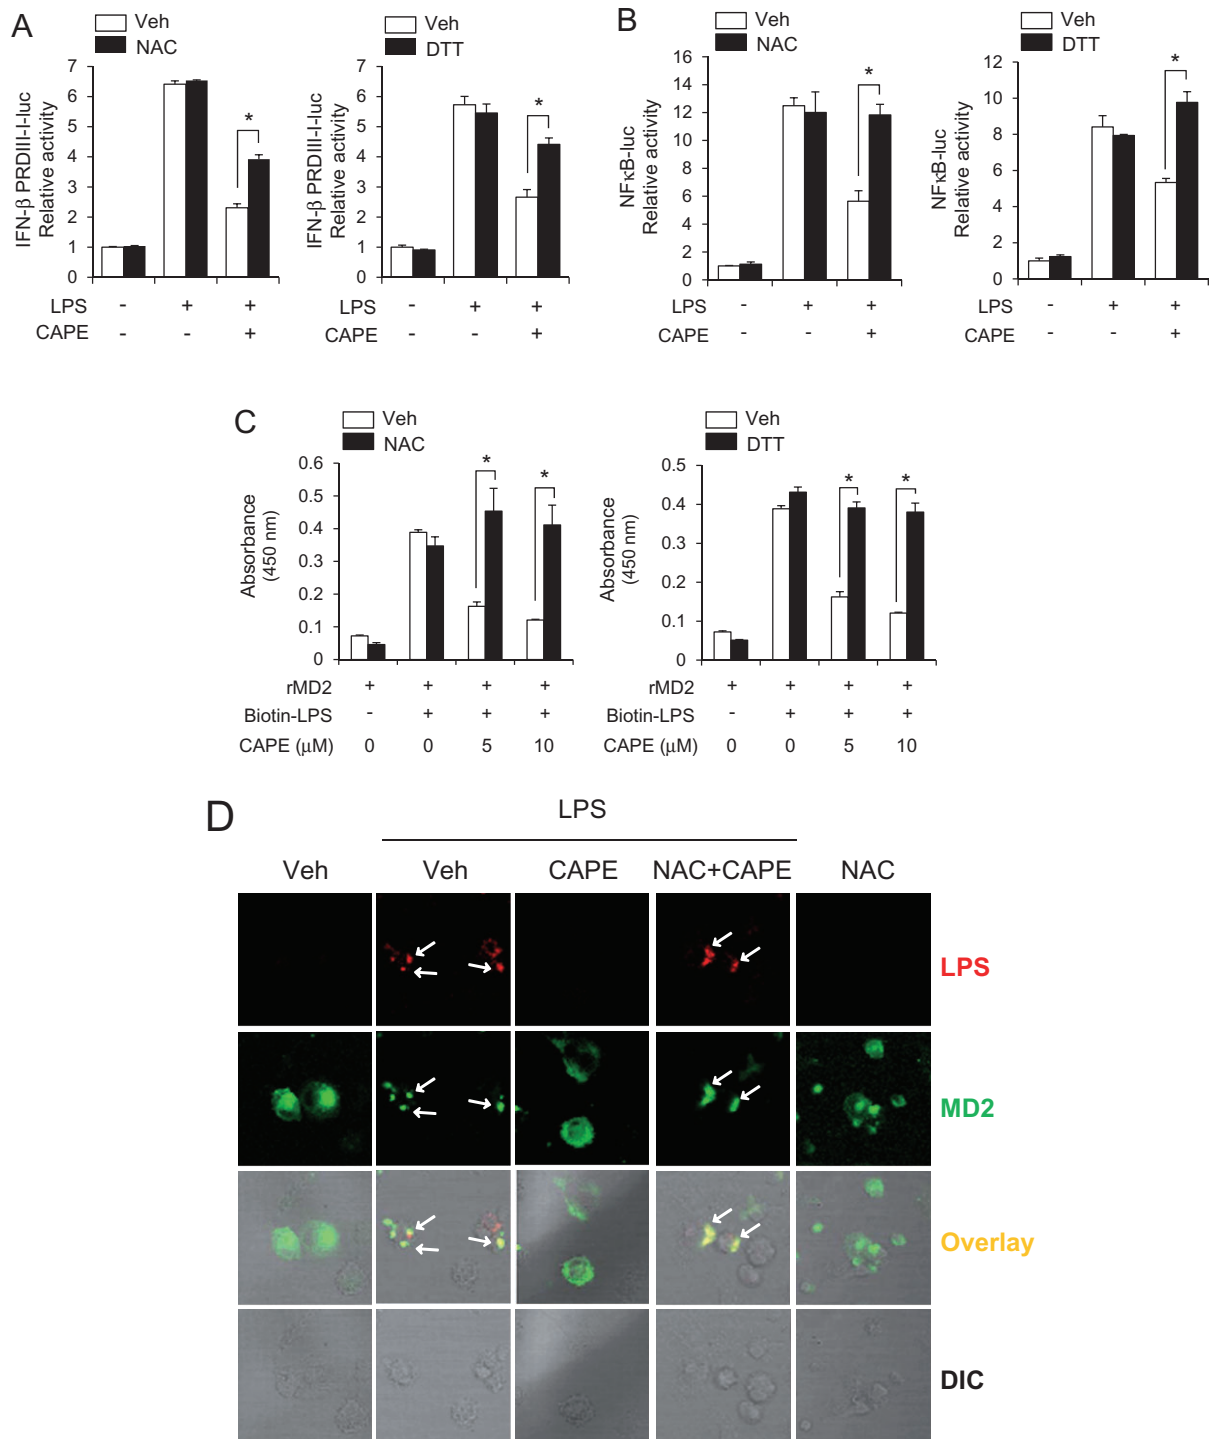 A
Veh
NAC
IFN-β PRDIII-I-luc
Relative activity
7
6
5
4
3
2
1
0
*
LPS - + +
CAPE - - +
Veh
DTT
IFN-β PRDIII-I-luc
Relative activity
7
6
5
4
3
2
1
0
*
LPS - + +
CAPE - - +
B
Veh
NAC
NFκB-luc
Relative activity
16
14
12
10
8
6
4
2
0
*
LPS - + +
CAPE - - +
Veh
DTT
NFκB-luc
Relative activity
12
10
8
6
4
2
0
*
LPS - + +
CAPE - - +
C
Veh
NAC
Absorbance
(450 nm)
0.6
0.5
0.4
0.3
0.2
0.1
0
* *
rMD2 + + + +
Biotin-LPS - + + +
CAPE (μM) 0 0 5 10
Veh
DTT
Absorbance
(450 nm)
0.5
0.4
0.3
0.2
0.1
0
* *
rMD2 + + + +
Biotin-LPS - + + +
CAPE (μM) 0 0 5 10
D
LPS
Veh Veh CAPE NAC+CAPE NAC
LPS
MD2
Overlay
DIC